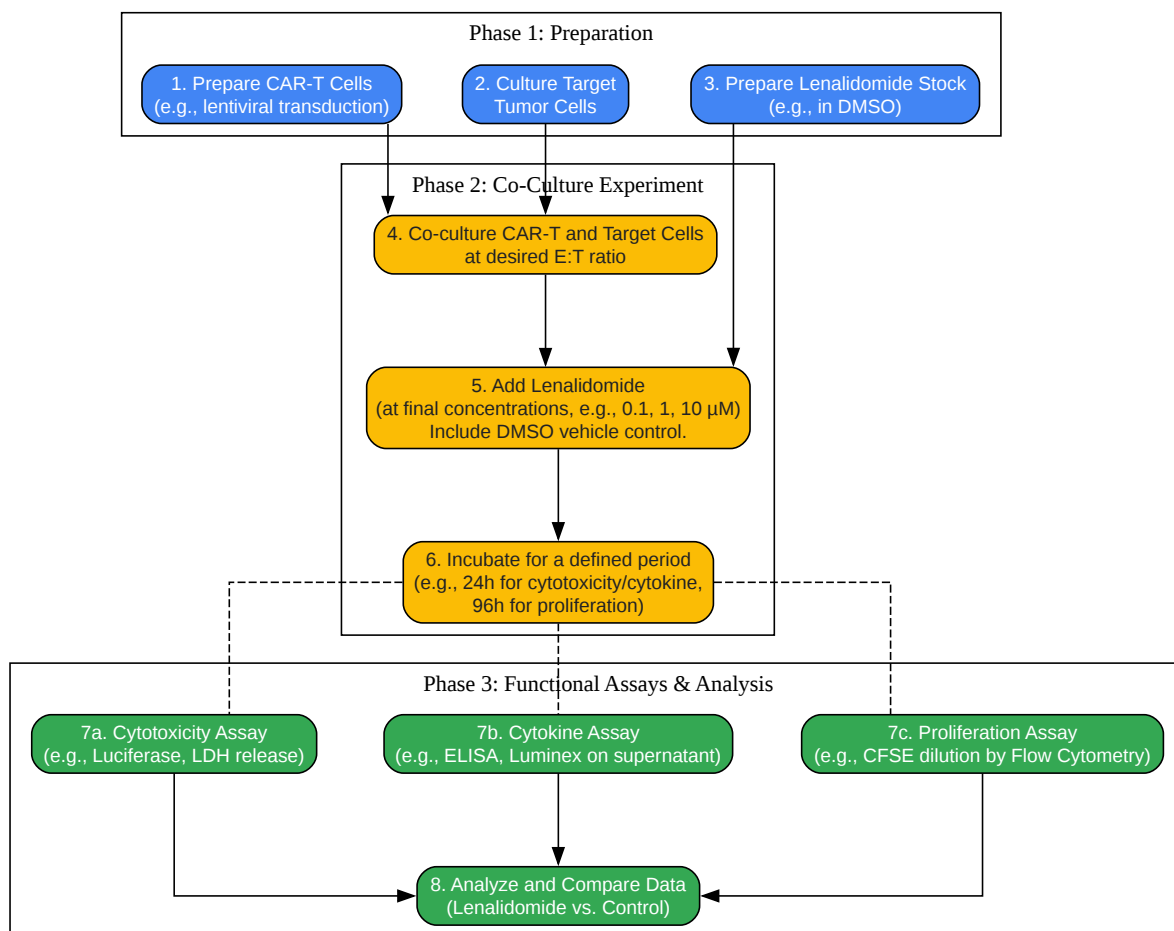 Phase 1: Preparation
1. Prepare CAR-T Cells
(e.g., lentiviral transduction)
2. Culture Target
Tumor Cells
3. Prepare Lenalidomide Stock
(e.g., in DMSO)
Phase 2: Co-Culture Experiment
4. Co-culture CAR-T and Target Cells
at desired E:T ratio
5. Add Lenalidomide
(at final concentrations, e.g., 0.1, 1, 10 µM)
Include DMSO vehicle control.
6. Incubate for a defined period
(e.g., 24h for cytotoxicity/cytokine,
96h for proliferation)
Phase 3: Functional Assays & Analysis
7a. Cytotoxicity Assay
(e.g., Luciferase, LDH release)
7b. Cytokine Assay
(e.g., ELISA, Luminex on supernatant)
7c. Proliferation Assay
(e.g., CFSE dilution by Flow Cytometry)
8. Analyze and Compare Data
(Lenalidomide vs. Control)